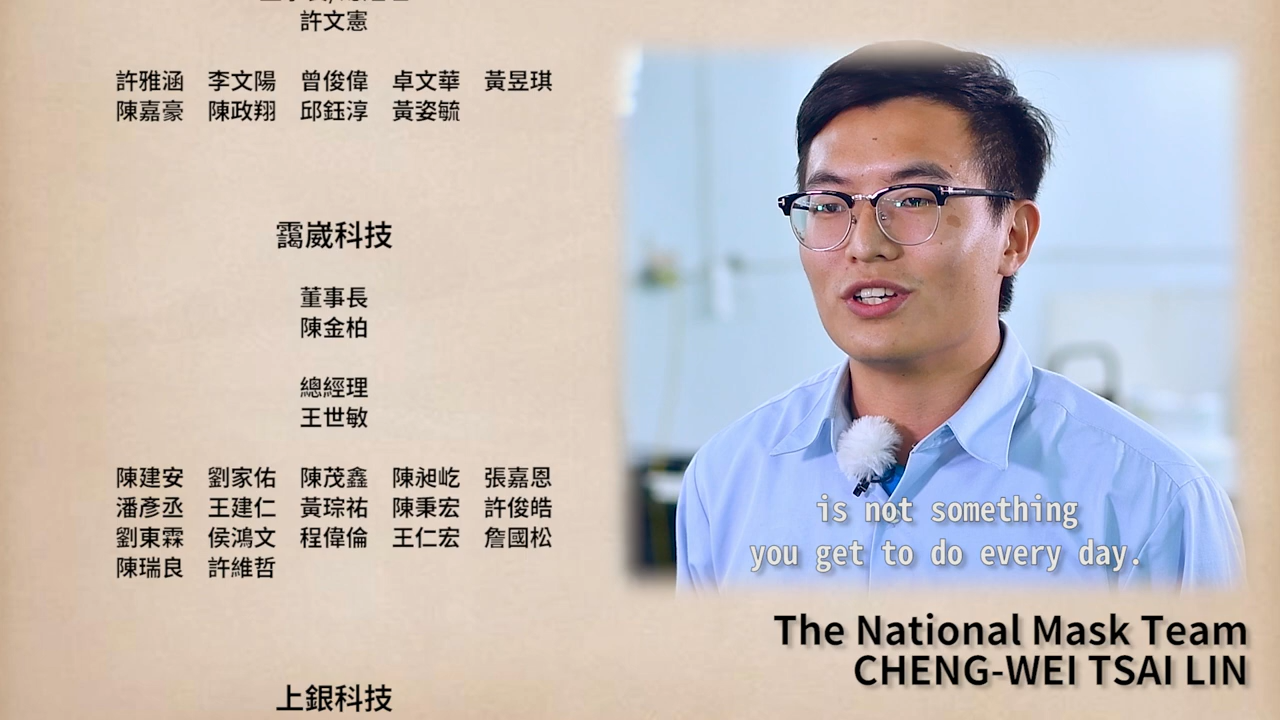 許文憲
許雅涵 李文陽 曾俊偉 卓文華 黃昱琪
陳嘉豪 陳政翔 邱鈺淳 黃姿毓
靄崴科技
董事長
陳金柏
總經理
王世敏
陳建安 劉家佑 陳茂鑫 陳昶屹 張嘉恩
潘彥丞 王建仁 黃琮祐 陳秉宏 許俊皓
劉東霖 侯鴻文 程偉倫 王仁宏 詹國松
陳瑞良 許維哲
上銀科技
is not something
you get to do every day.
The National Mask Team
CHENG-WEI TSAI LIN